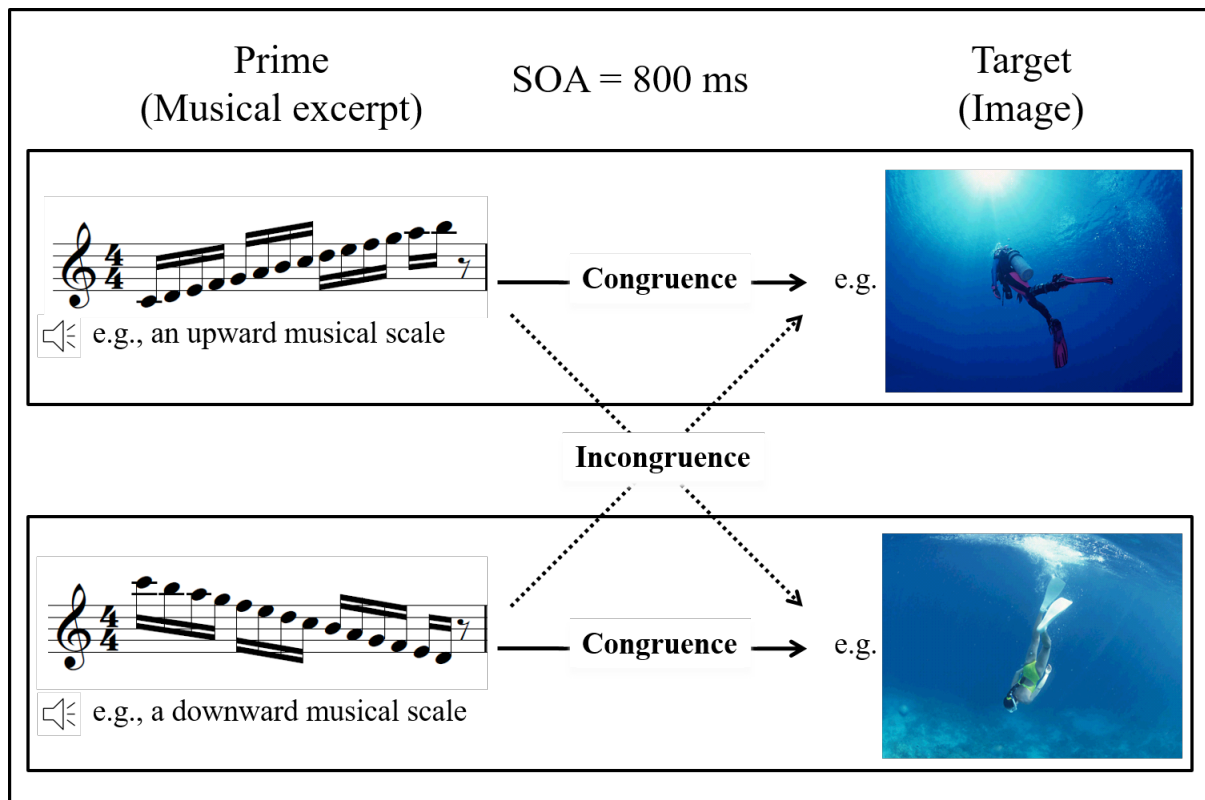 Prime
(Musical excerpt)
SOA = 800 ms
Target
(Image)
4
4
Congruence
e.g.
e.g., an upward musical scale
Incongruence
4
4
Congruence
e.g.
e.g., a downward musical scale